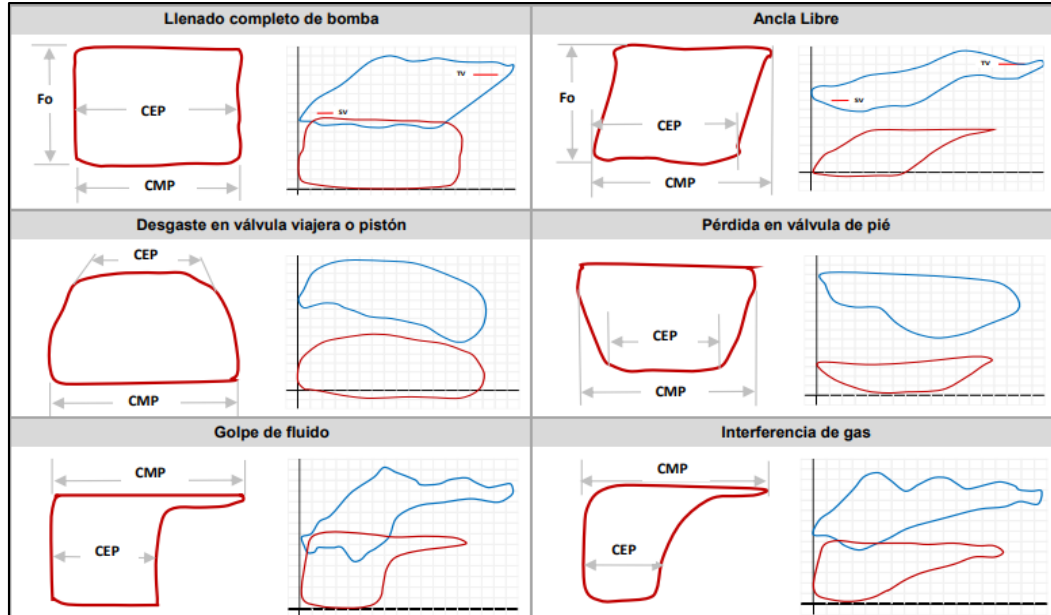 Llenado completo de bomba
Fo
CEP
CMP
TV
SV
Ancla Libre
Fo
CEP
CMP
TV
SV
Desgaste en válvula viajera o pistón
CEP
CMP
Pérdida en válvula de pié
CEP
CMP
Golpe de fluido
CMP
CEP
Interferencia de gas
CMP
CEP